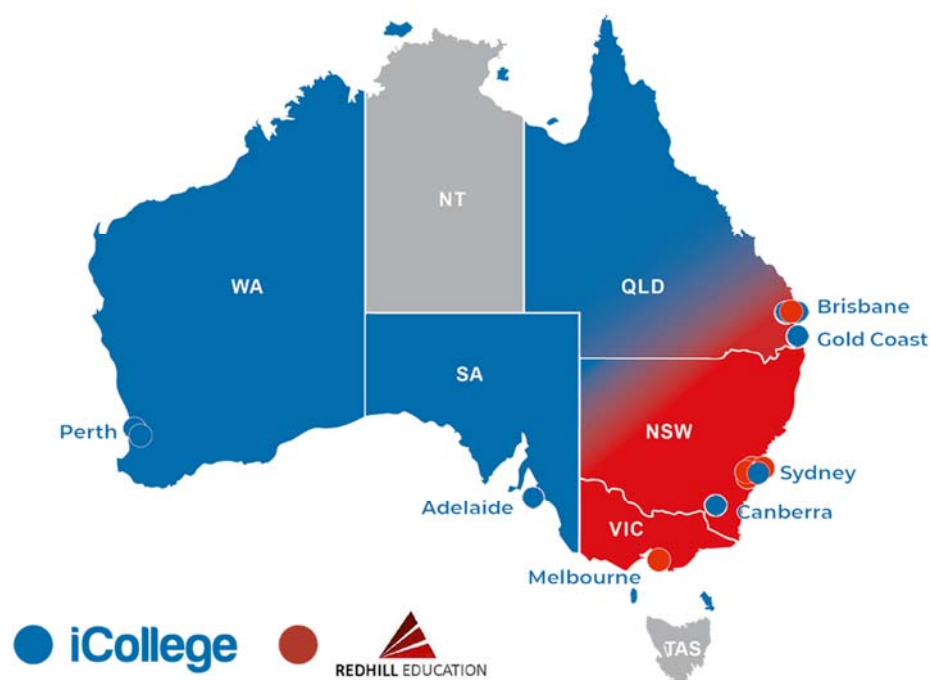 NT
WA
QLD
Brisbane
Gold Coast
SA
NSW
Perth
Sydney
Adelaide
Canberra
VIC
Melbourne
TAS
iCollege
REDHILL EDUCATION